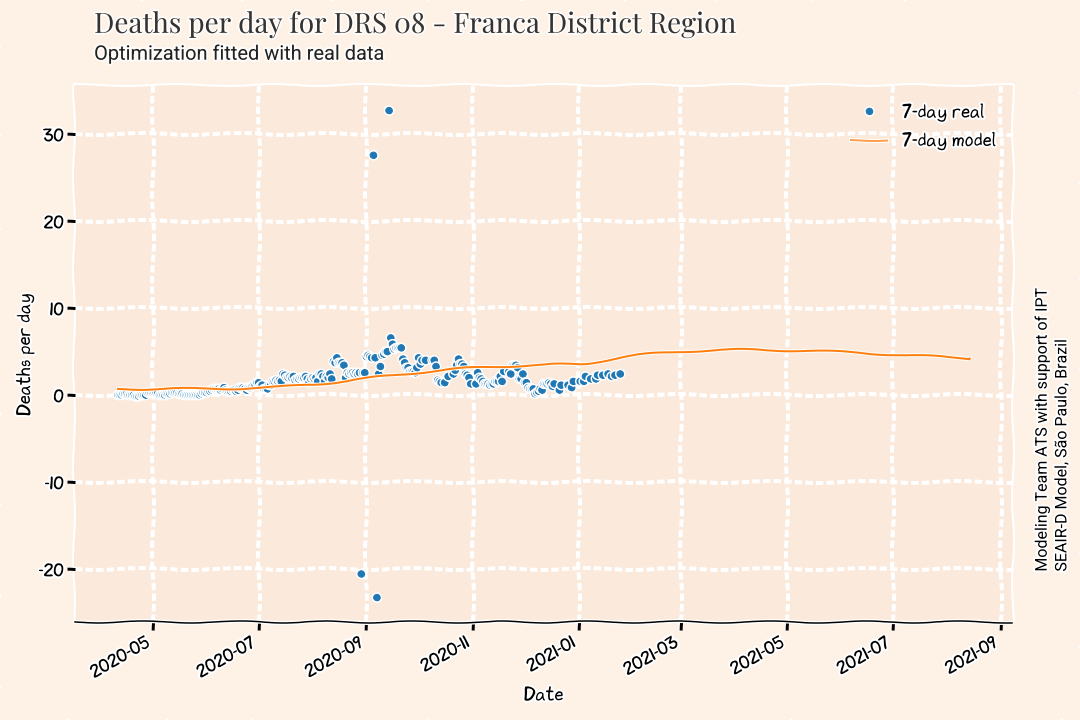 Deaths per day for DRS 08 - Franca District Region
Optimization fitted with real data
7-day real
7-day model
30
20
10
0
-10
-20
Deaths per day
2020-05
2020-07
2020-09
2020-11
2021-01
2021-03
2021-05
2021-07
2021-09
Date
Modeling Team ATS with support of IPT
SEAIR-D Model, São Paulo, Brazil